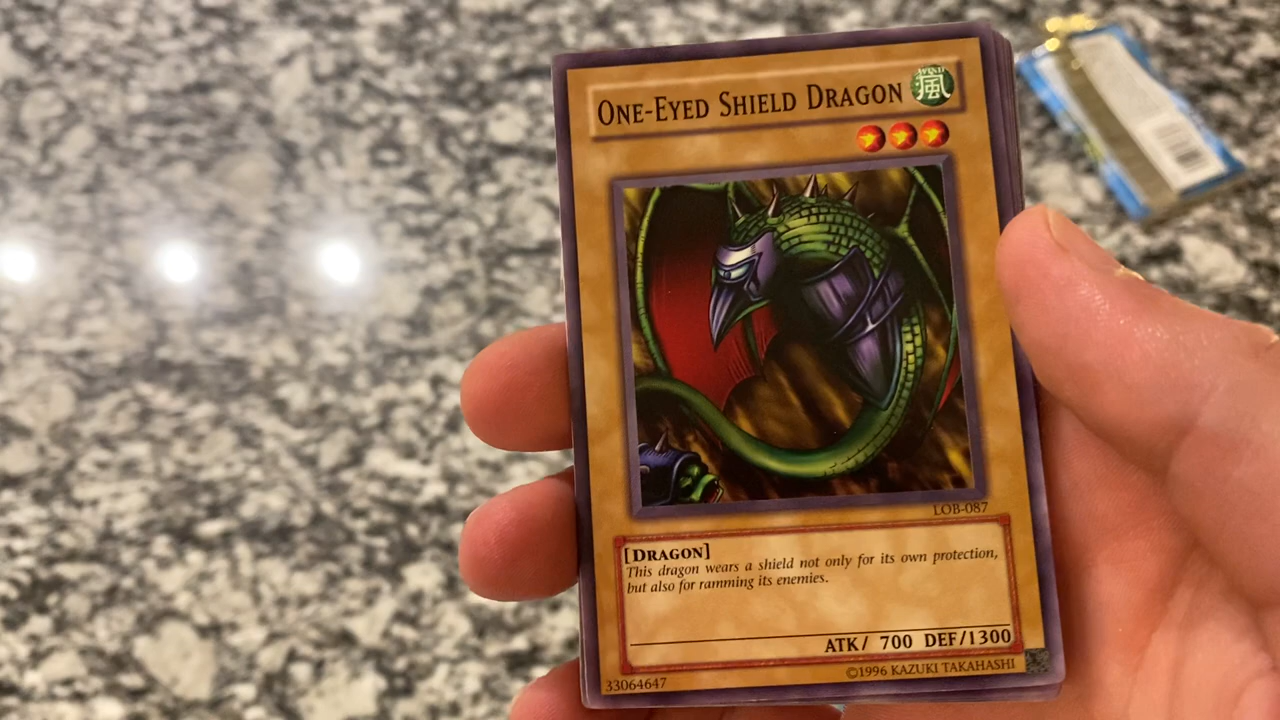 ONE-EYED SHIELD DRAGON
WIND
風
LOB-087
[DRAGON]
This dragon wears a shield not only for its own protection,
but also for ramming its enemies.
ATK/ 700 DEF/1300
33064647
©1996 KAZUKI TAKAHASHI